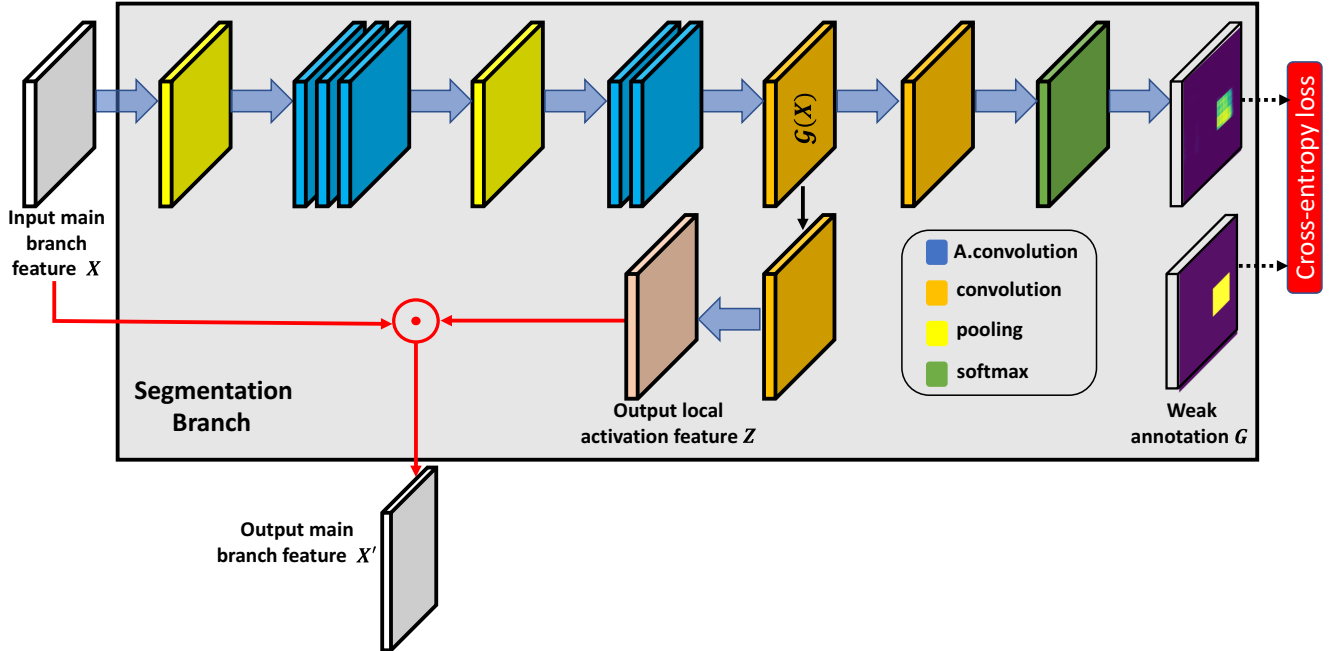 𝒢(X)
Cross-entropy loss
Input main
branch
feature X
A.convolution
convolution
pooling
softmax
Segmentation
Branch
Output local
activation feature Z
Weak
annotation G
Output main
branch feature X′